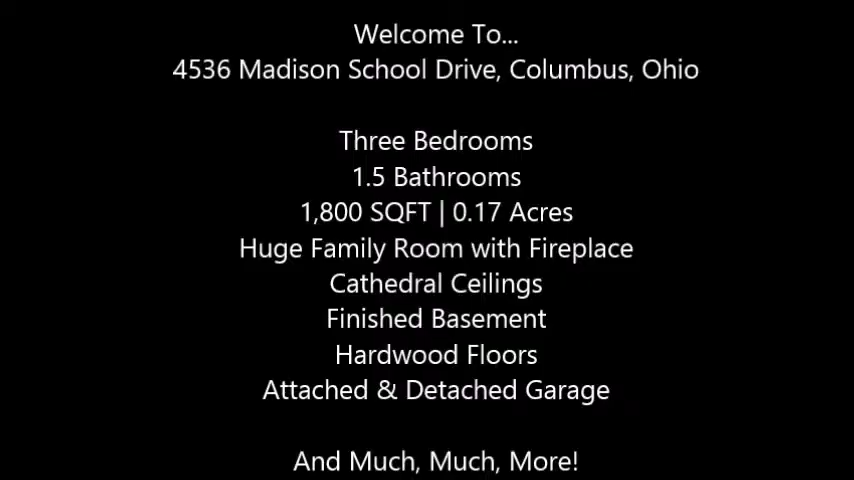 Welcome To...
4536 Madison School Drive, Columbus, Ohio
Three Bedrooms
1.5 Bathrooms
1,800 SQFT | 0.17 Acres
Huge Family Room with Fireplace
Cathedral Ceilings
Finished Basement
Hardwood Floors
Attached & Detached Garage
And Much, Much, More!